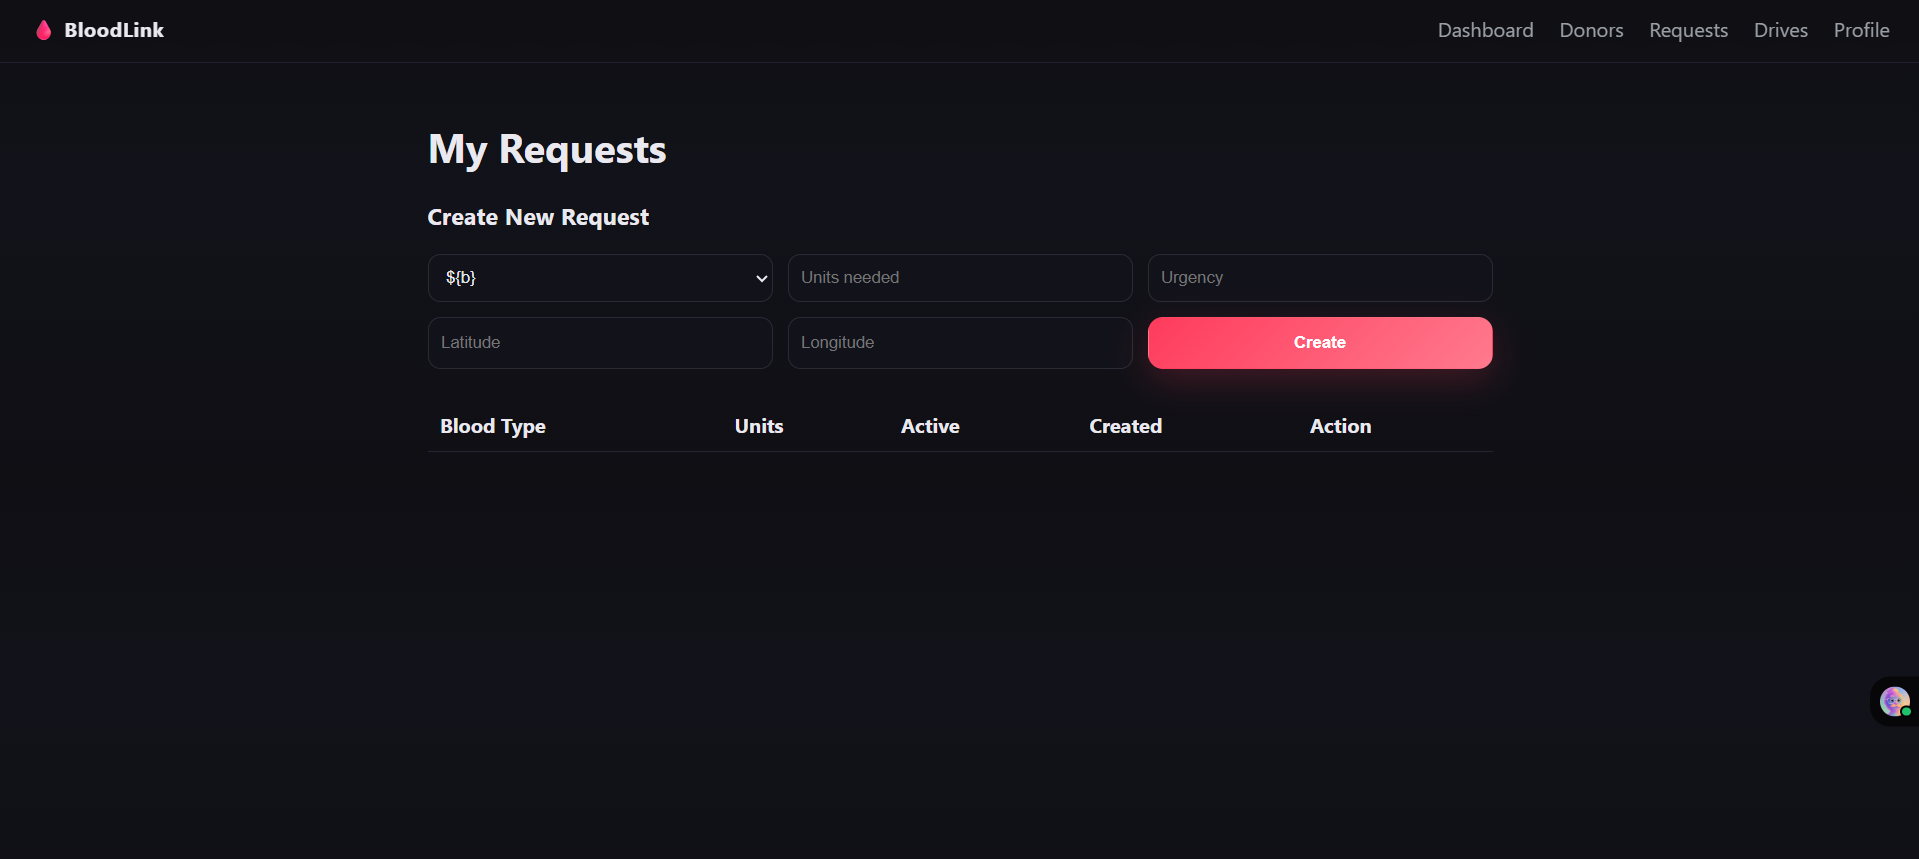 BloodLink
Dashboard Donors Requests Drives Profile
My Requests
Create New Request
${b} Units needed Urgency
Latitude Longitude Create
Blood Type Units Active Created Action